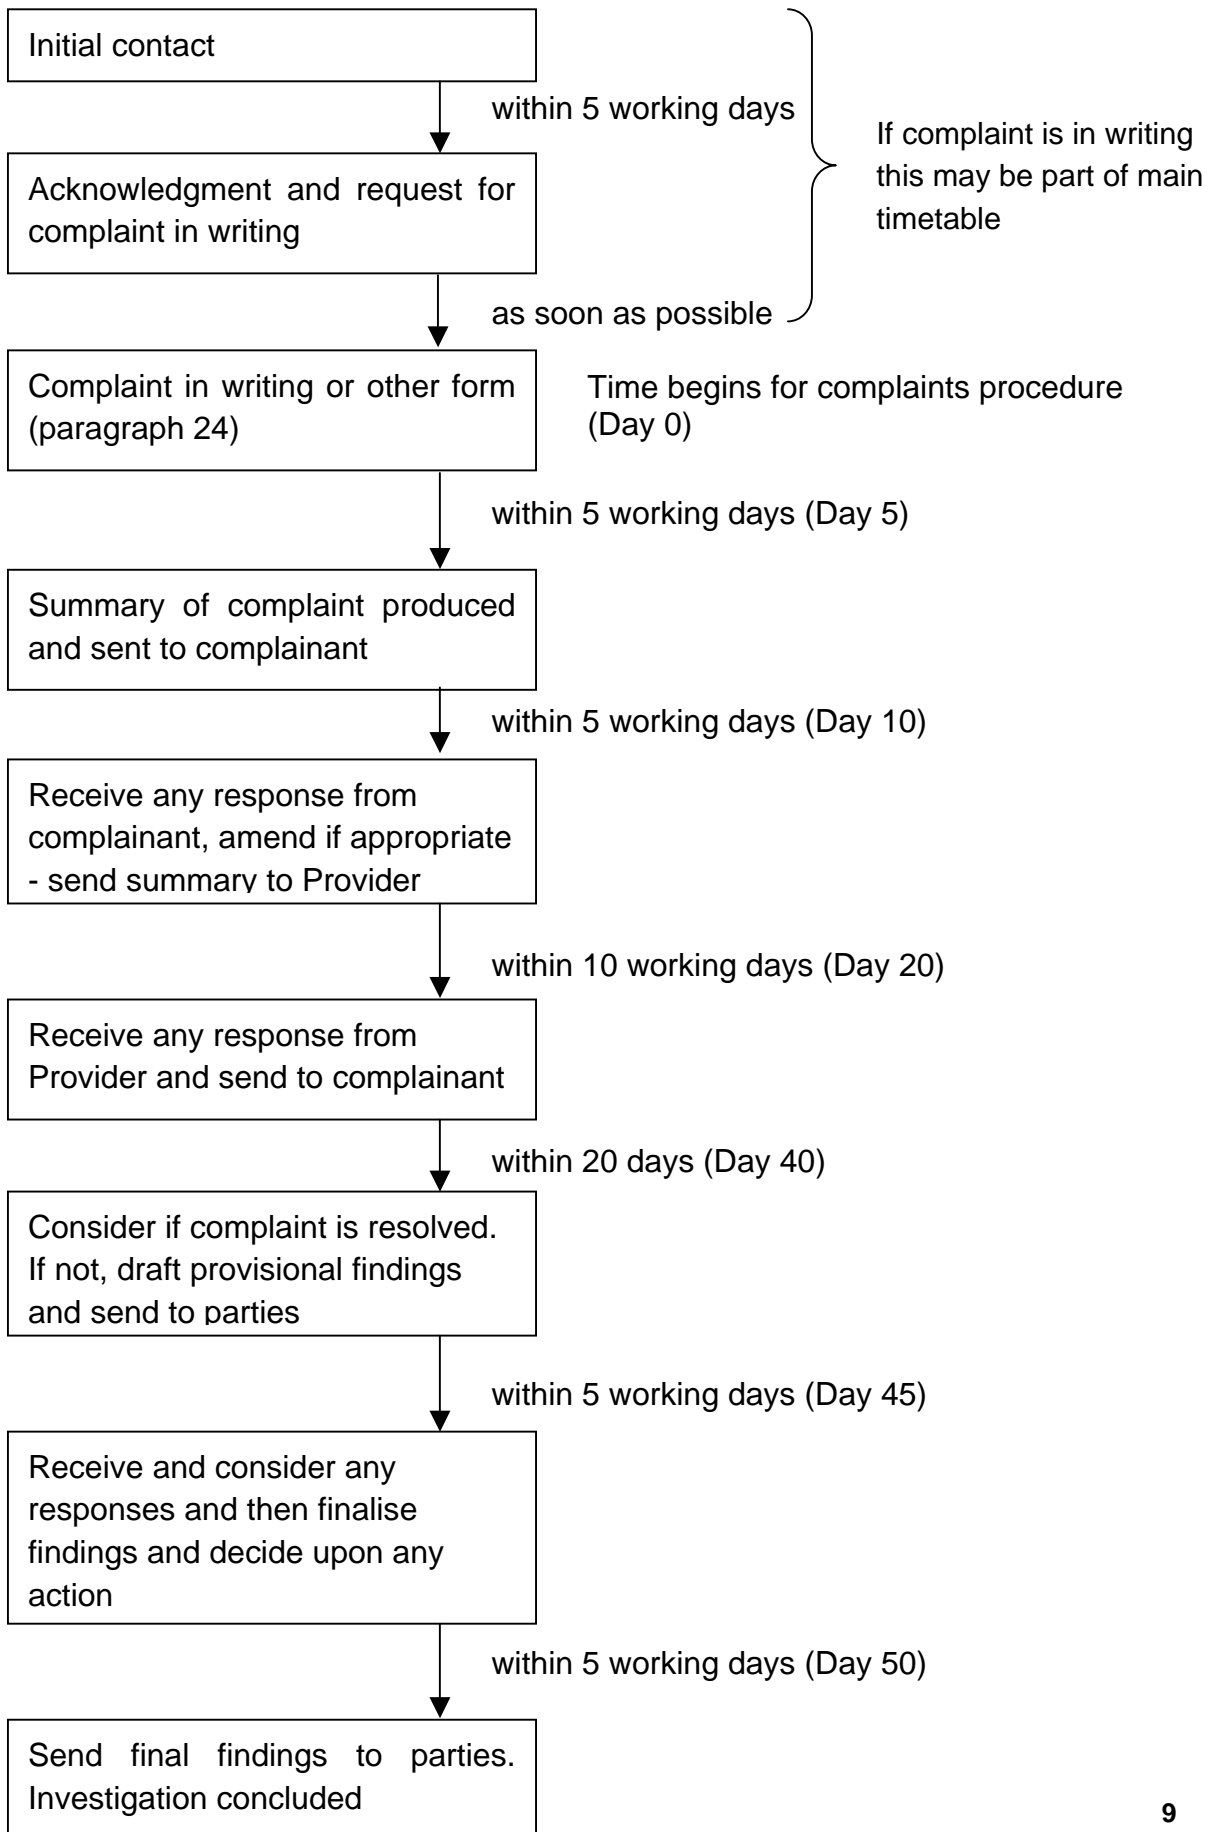 Initial contact
within 5 working days
If complaint is in writing
this may be part of main
timetable
Acknowledgment and request for
complaint in writing
as soon as possible
Complaint in writing or other form
(paragraph 24)
Time begins for complaints procedure
(Day 0)
within 5 working days (Day 5)
Summary of complaint produced
and sent to complainant
within 5 working days (Day 10)
Receive any response from
complainant, amend if appropriate
- send summary to Provider
within 10 working days (Day 20)
Receive any response from
Provider and send to complainant
within 20 days (Day 40)
Consider if complaint is resolved.
If not, draft provisional findings
and send to parties
within 5 working days (Day 45)
Receive and consider any
responses and then finalise
findings and decide upon any
action
within 5 working days (Day 50)
Send final findings to parties.
Investigation concluded
9